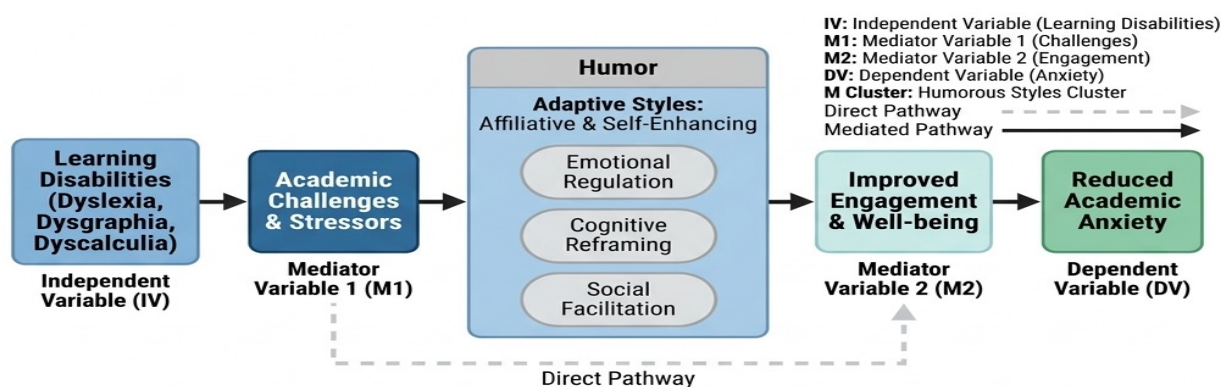 IV: Independent Variable (Learning Disabilities)
M1: Mediator Variable 1 (Challenges)
M2: Mediator Variable 2 (Engagement)
DV: Dependent Variable (Anxiety)
M Cluster: Humorous Styles Cluster
Direct Pathway
Mediated Pathway
Learning
Disabilities
(Dyslexia,
Dysgraphia,
Dyscalculia)
Independent
Variable (IV)
Academic
Challenges
& Stressors
Mediator
Variable 1 (M1)
Humor
Adaptive Styles:
Affiliative & Self-Enhancing
Emotional
Regulation
Cognitive
Reframing
Social
Facilitation
Improved
Engagement
& Well-being
Mediator
Variable 2 (M2)
Reduced
Academic
Anxiety
Dependent
Variable (DV)
Direct Pathway